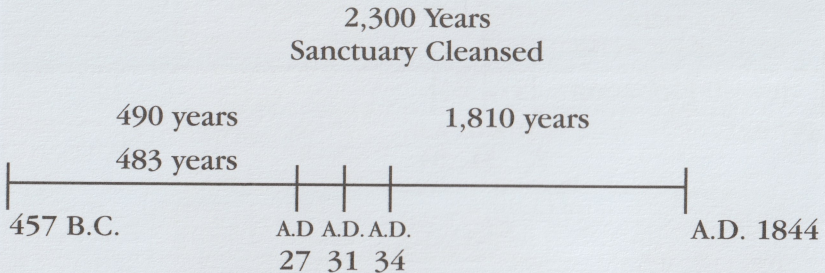 2,300 Years
Sanctuary Cleansed
490 years
1,810 years
483 years
457 B.C.
A.D A.D. A.D.
27 31 34
A.D. 1844